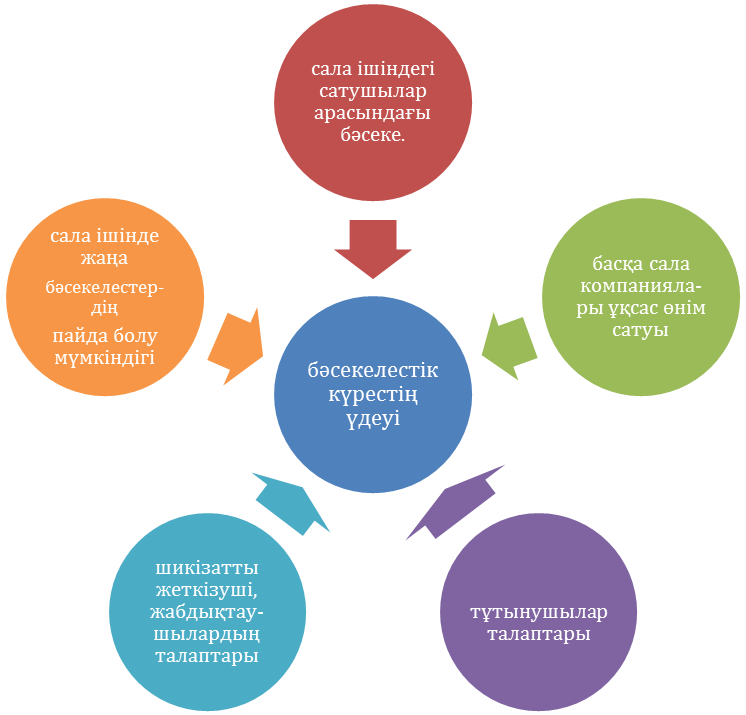 сала ішіндегі
сатушылар
арасындағы
бәсеке.
сала ішінде
жаңа
бәсекелестер-
дің
пайда болу
мүмкіндігі
басқа сала
компанияла-
ры ұқсас өнім
сатуы
бәсекелестік
күрестің
үдеуі
шикізатты
жеткізуші,
жабдықтау-
шылардың
талаптары
тұтынушылар
талаптары